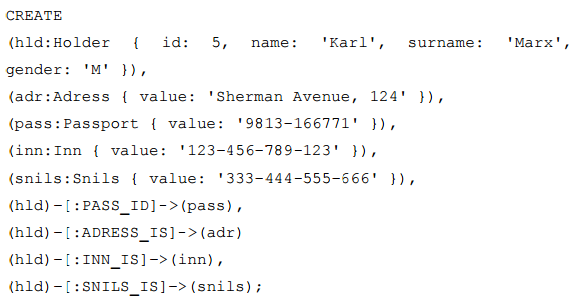 CREATE
(hld:Holder { id: 5, name: 'Karl', surname: 'Marx',
gender: 'M' }),
(adr:Adress { value: 'Sherman Avenue, 124' }),
(pass:Passport { value: '9813-166771' }),
(inn:Inn { value: '123-456-789-123' }),
(snils:Snils { value: '333-444-555-666' }),
(hld)-[:PASS_ID]->(pass),
(hld)-[:ADRESS_IS]->(adr)
(hld)-[:INN_IS]->(inn),
(hld)-[:SNILS_IS]->(snils);